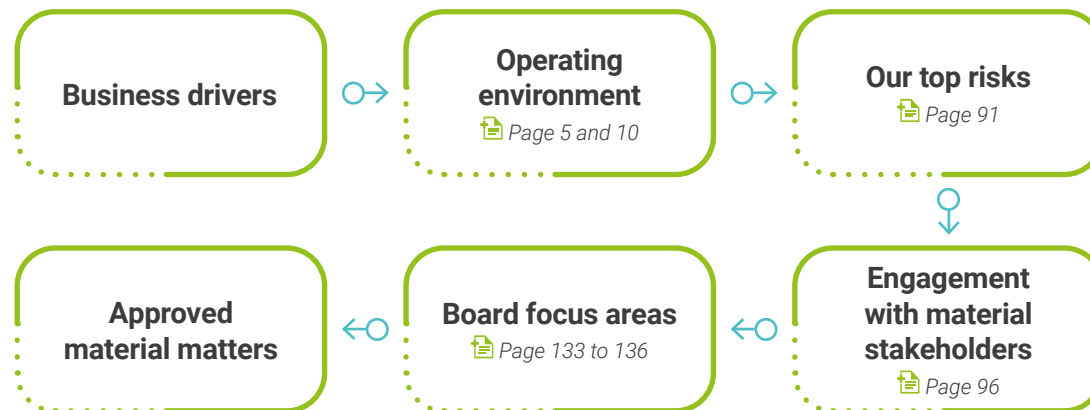 Business drivers
Operating
environment
Page 5 and 10
Our top risks
Page 91
Engagement
with material
stakeholders
Page 96
Board focus areas
Page 133 to 136
Approved
material matters